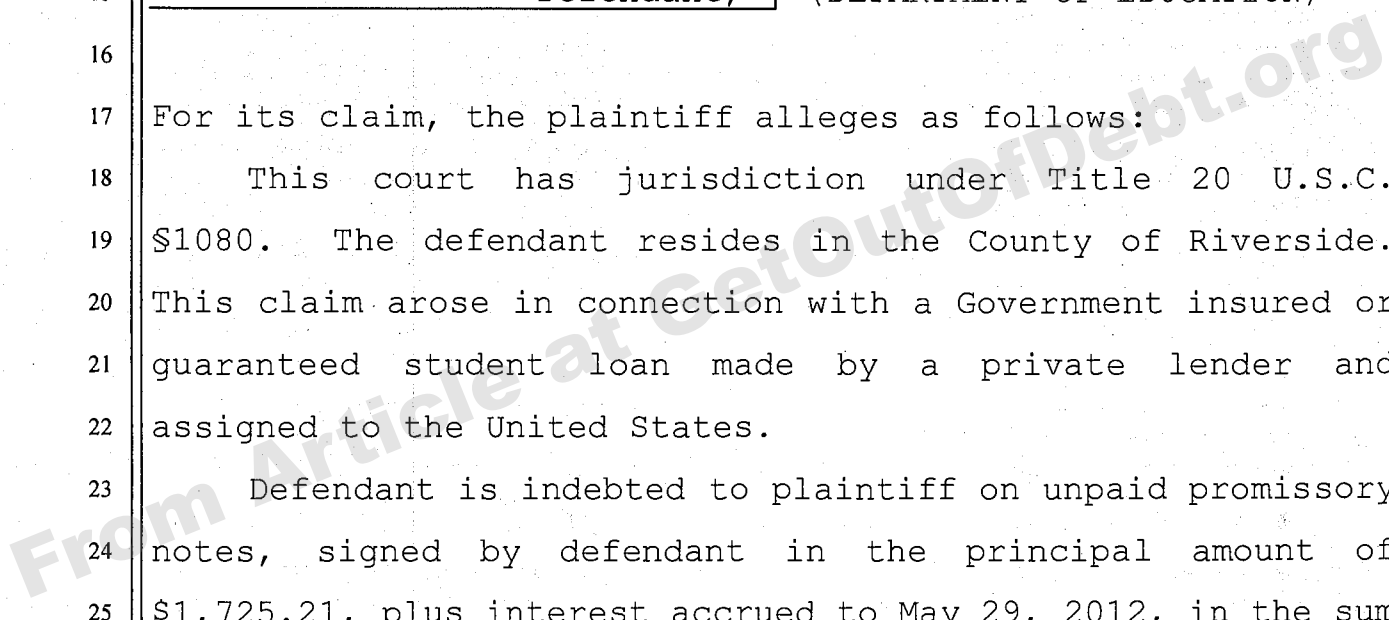 16
17 For its claim, the plaintiff alleges as follows:
18 This court has jurisdiction under Title 20 U.S.C.
19 §1080. The defendant resides in the County of Riverside.
20 This claim arose in connection with a Government insured or
21 guaranteed student loan made by a private lender and
22 assigned to the United States.
23 Defendant is indebted to plaintiff on unpaid promissory
24 notes, signed by defendant in the principal amount of
25 $1,725.21, plus interest accrued to May 29, 2012, in the sum
From Article at GetOutOfDebt.org